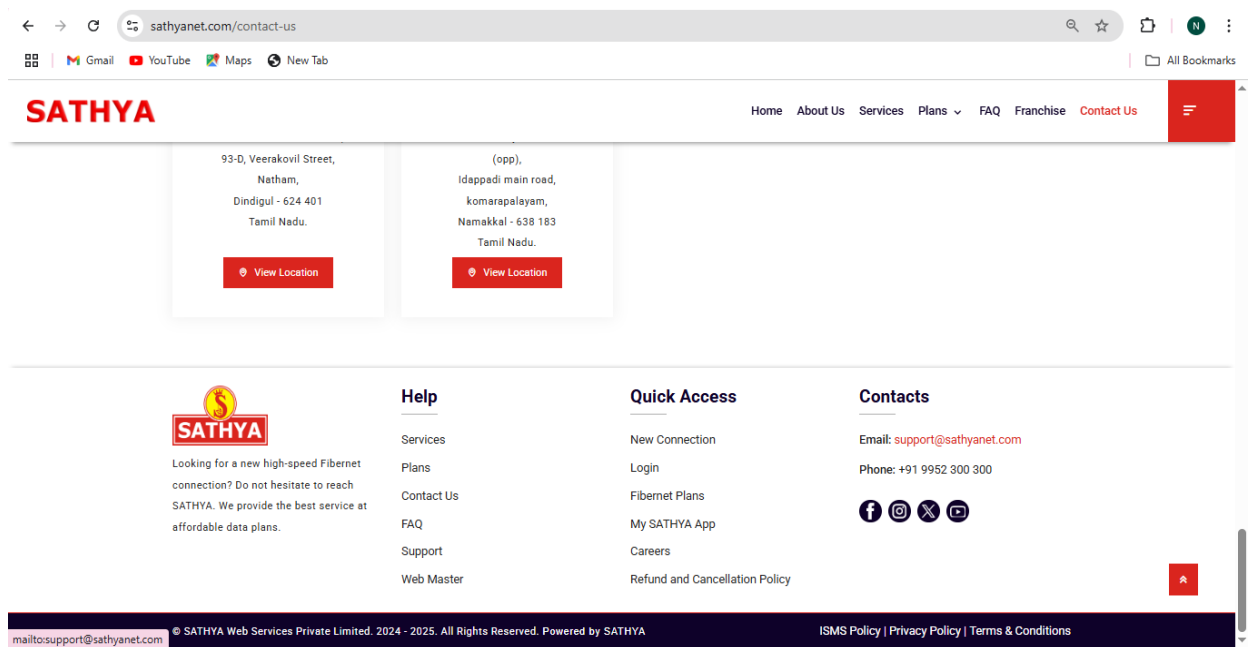 sathyanet.com/contact-us
N
Gmail YouTube Maps New Tab All Bookmarks
SATHYA
Home About Us Services Plans FAQ Franchise Contact Us
93-D, Veerakovil Street,
Natham,
Dindigul - 624 401
Tamil Nadu.
View Location
(opp),
Idappadi main road,
komarapalayam,
Namakkal - 638 183
Tamil Nadu.
View Location
S
SATHYA
Looking for a new high-speed Fibernet
connection? Do not hesitate to reach
SATHYA. We provide the best service at
affordable data plans.
Help
Services
Plans
Contact Us
FAQ
Support
Web Master
Quick Access
New Connection
Login
Fibernet Plans
My SATHYA App
Careers
Refund and Cancellation Policy
Contacts
Email: support@sathyanet.com
Phone: +91 9952 300 300
© SATHYA Web Services Private Limited. 2024 - 2025. All Rights Reserved. Powered by SATHYA
ISMS Policy | Privacy Policy | Terms & Conditions
mailto:support@sathyanet.com